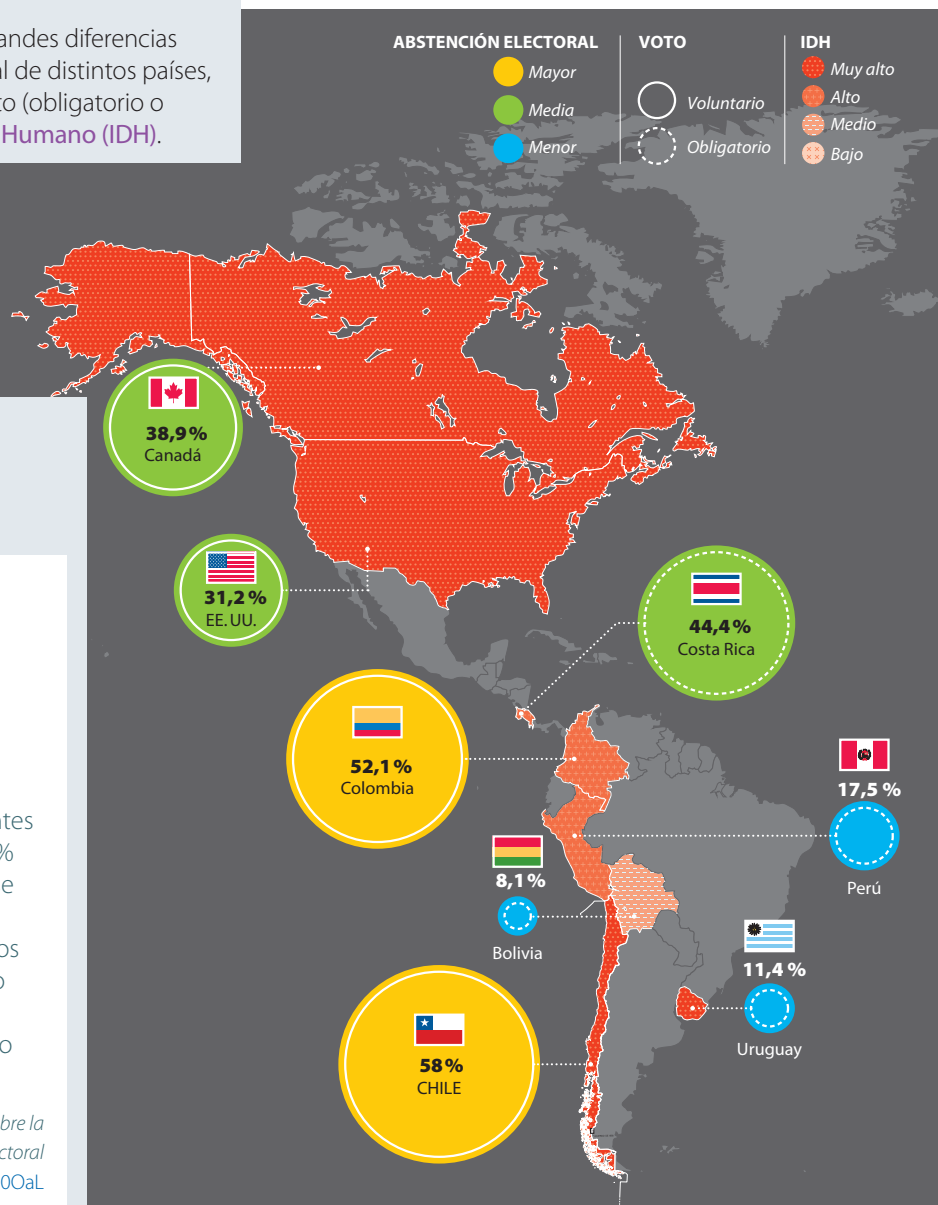 andes diferencias
al de distintos países,
to (obligatorio o
Humano (IDH).
ABSTENCIÓN ELECTORAL
Mayor
Media
Menor
VOTO
Voluntario
Obligatorio
IDH
Muy alto
Alto
Medio
Bajo
38,9 %
Canadá
31,2 %
EE. UU.
44,4 %
Costa Rica
52,1 %
Colombia
17,5 %
Perú
8,1 %
Bolivia
11,4 %
Uruguay
58 %
CHILE
ntes
%
e
os
o
o
bre la
ctoral
0OaL